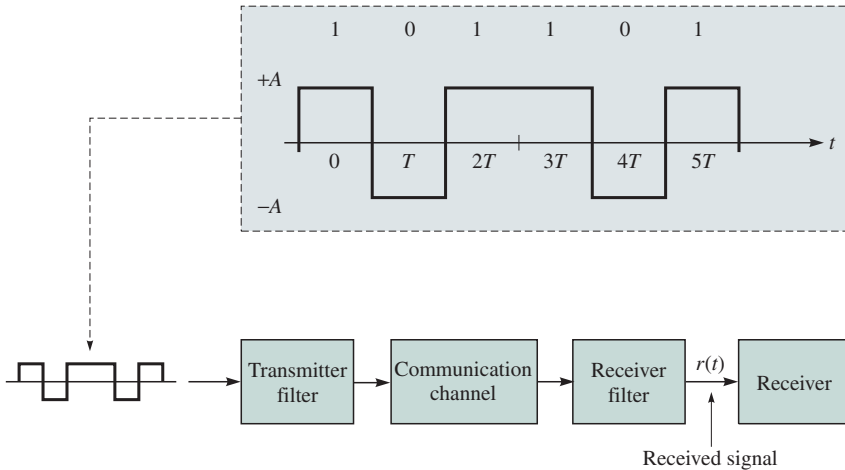 1 0 1 1 0 1
+A
t
0 T 2T 3T 4T 5T
−A
Transmitter
filter
Communication
channel
Receiver
filter
r(t)
Receiver
Received signal